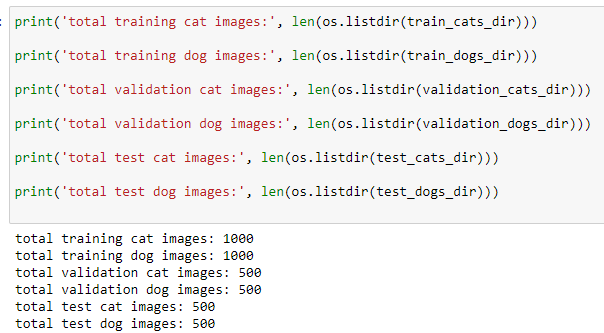 print('total training cat images:', len(os.listdir(train_cats_dir)))
print('total training dog images:', len(os.listdir(train_dogs_dir)))
print('total validation cat images:', len(os.listdir(validation_cats_dir)))
print('total validation dog images:', len(os.listdir(validation_dogs_dir)))
print('total test cat images:', len(os.listdir(test_cats_dir)))
print('total test dog images:', len(os.listdir(test_dogs_dir)))
total training cat images: 1000
total training dog images: 1000
total validation cat images: 500
total validation dog images: 500
total test cat images: 500
total test dog images: 500